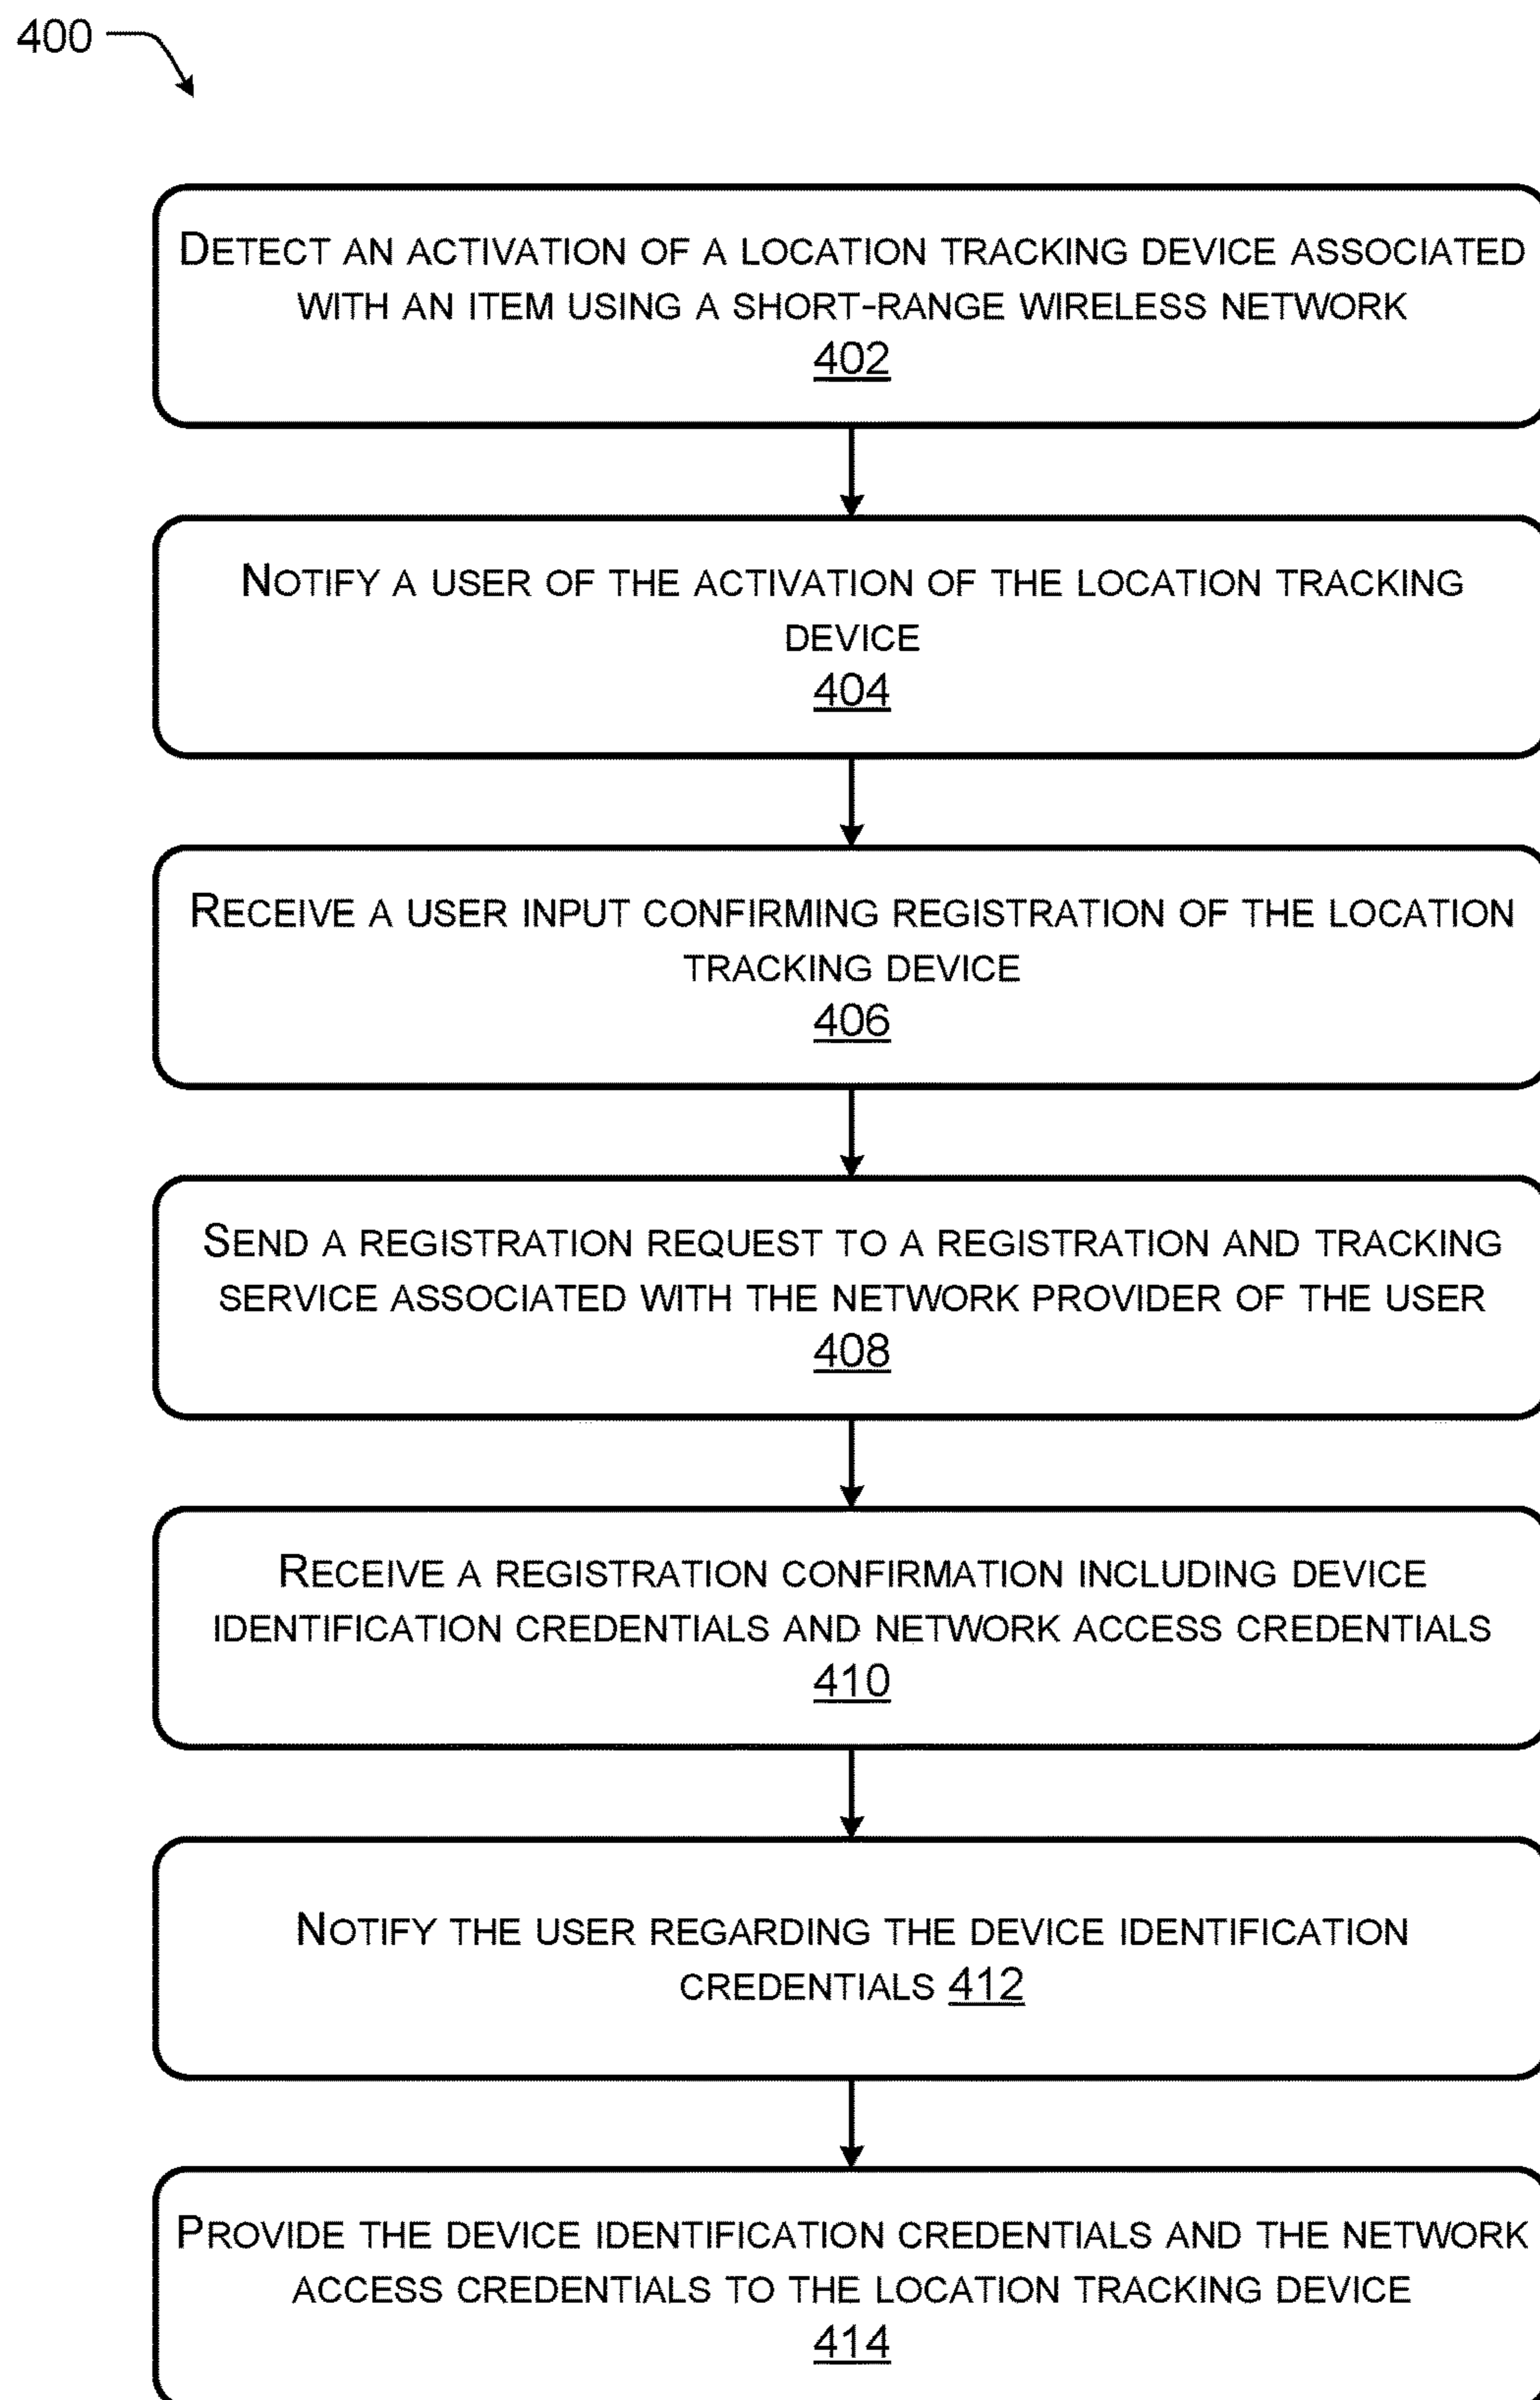 400
DETECT AN ACTIVATION OF A LOCATION TRACKING DEVICE ASSOCIATED
WITH AN ITEM USING A SHORT-RANGE WIRELESS NETWORK
402
NOTIFY A USER OF THE ACTIVATION OF THE LOCATION TRACKING
DEVICE
404
RECEIVE A USER INPUT CONFIRMING REGISTRATION OF THE LOCATION
TRACKING DEVICE
406
SEND A REGISTRATION REQUEST TO A REGISTRATION AND TRACKING
SERVICE ASSOCIATED WITH THE NETWORK PROVIDER OF THE USER
408
RECEIVE A REGISTRATION CONFIRMATION INCLUDING DEVICE
IDENTIFICATION CREDENTIALS AND NETWORK ACCESS CREDENTIALS
410
NOTIFY THE USER REGARDING THE DEVICE IDENTIFICATION
CREDENTIALS 412
PROVIDE THE DEVICE IDENTIFICATION CREDENTIALS AND THE NETWORK
ACCESS CREDENTIALS TO THE LOCATION TRACKING DEVICE
414